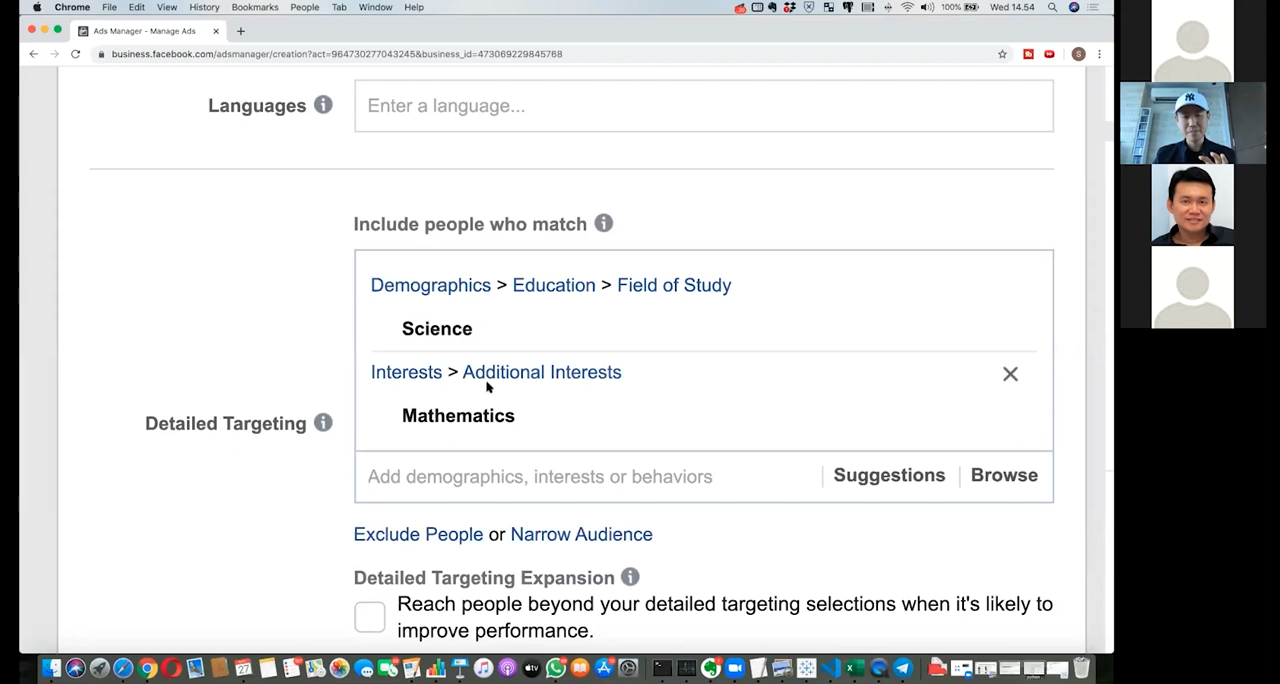 Chrome File Edit View History Bookmarks People Tab Window Help 100% Wed 14.54
Ads Manager - Manage Ads
business.facebook.com/adsmanager/creation?act=964730277043245&business_id=473069229845768
S
Languages
Enter a language...
Include people who match
Demographics > Education > Field of Study
Science
Interests > Additional Interests
Mathematics
Detailed Targeting
Add demographics, interests or behaviors Suggestions Browse
Exclude People or Narrow Audience
Detailed Targeting Expansion
Reach people beyond your detailed targeting selections when it's likely to
improve performance.